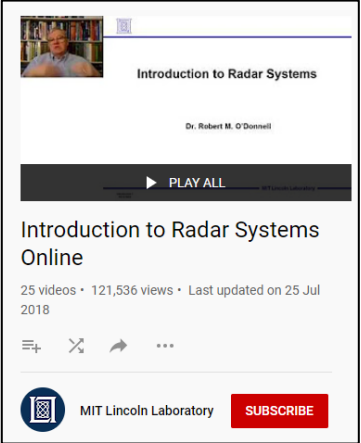 Introduction to Radar Systems
Dr. Robert M. O'Donnell
PLAY ALL
MIT Lincoln Laboratory
Introduction to Radar Systems
Online
25 videos • 121,536 views • Last updated on 25 Jul
2018
MIT Lincoln Laboratory
SUBSCRIBE